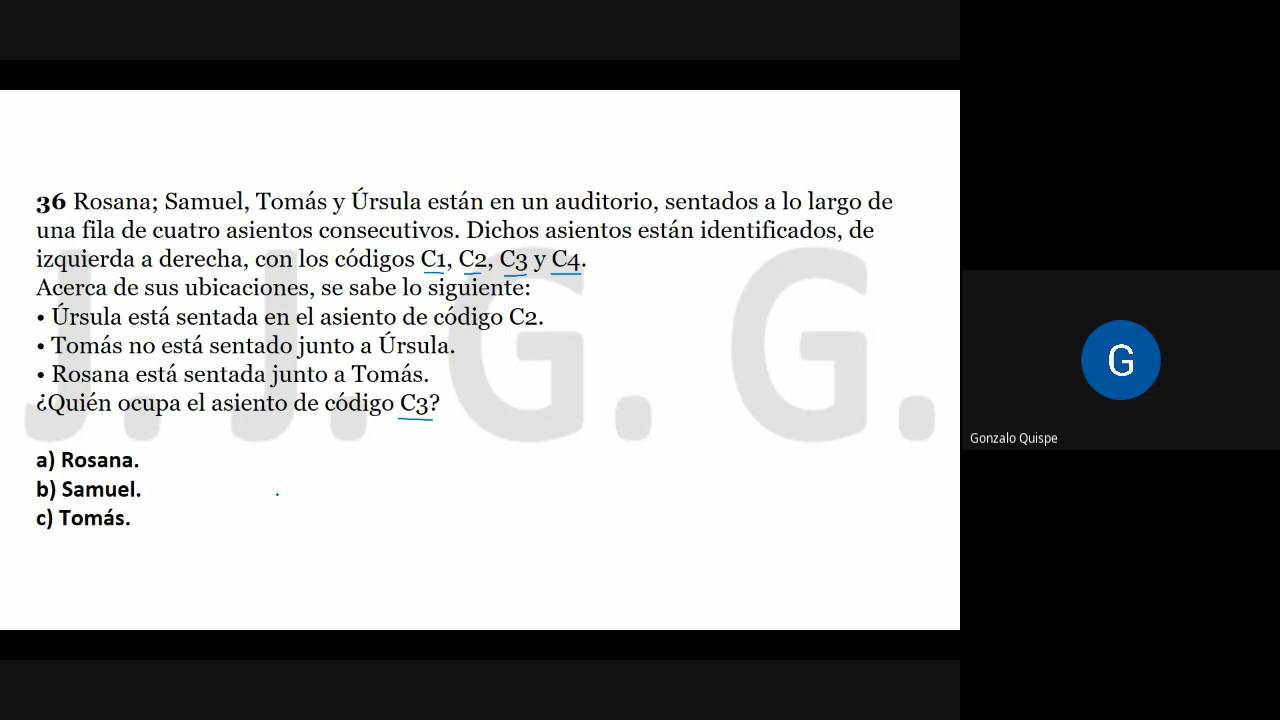 36 Rosana; Samuel, Tomás y Úrsula están en un auditorio, sentados a lo largo de
una fila de cuatro asientos consecutivos. Dichos asientos están identificados, de
izquierda a derecha, con los códigos C1, C2, C3 y C4.
Acerca de sus ubicaciones, se sabe lo siguiente:
• Úrsula está sentada en el asiento de código C2.
• Tomás no está sentado junto a Úrsula.
• Rosana está sentada junto a Tomás.
¿Quién ocupa el asiento de código C3?
J. J. G. G.
a) Rosana.
b) Samuel.
c) Tomás.
G
Gonzalo Quispe